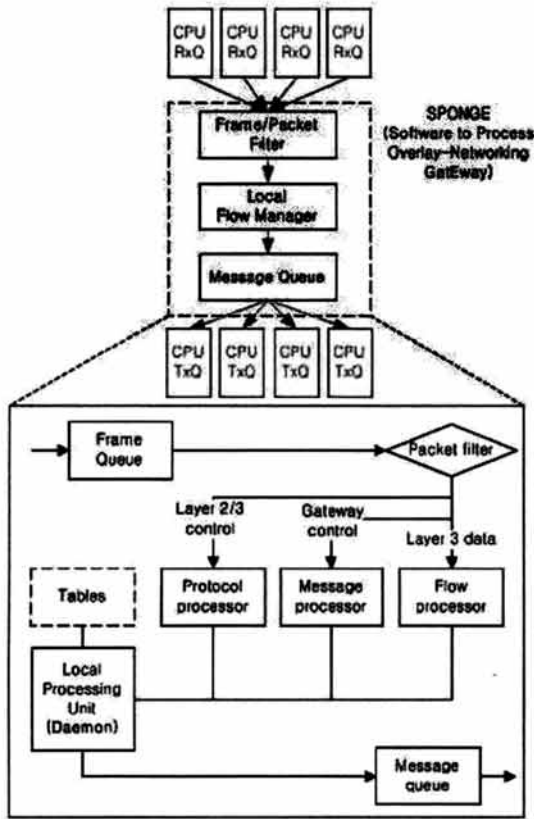 CPU RxQ
CPU RxQ
CPU RxQ
CPU RxQ
Frame/Packet
Filter
Local
Flow Manager
Message Queue
SPONGE
(Software to Process
Overlay-Networking
GatEway)
CPU TxQ
CPU TxQ
CPU TxQ
CPU TxQ
Frame
Queue
Packet filter
Layer 2/3
control
Gateway
control
Layer 3 data
Tables
Protocol
processor
Message
processor
Flow
processor
Local
Processing
Unit
(Daemon)
Message
queue